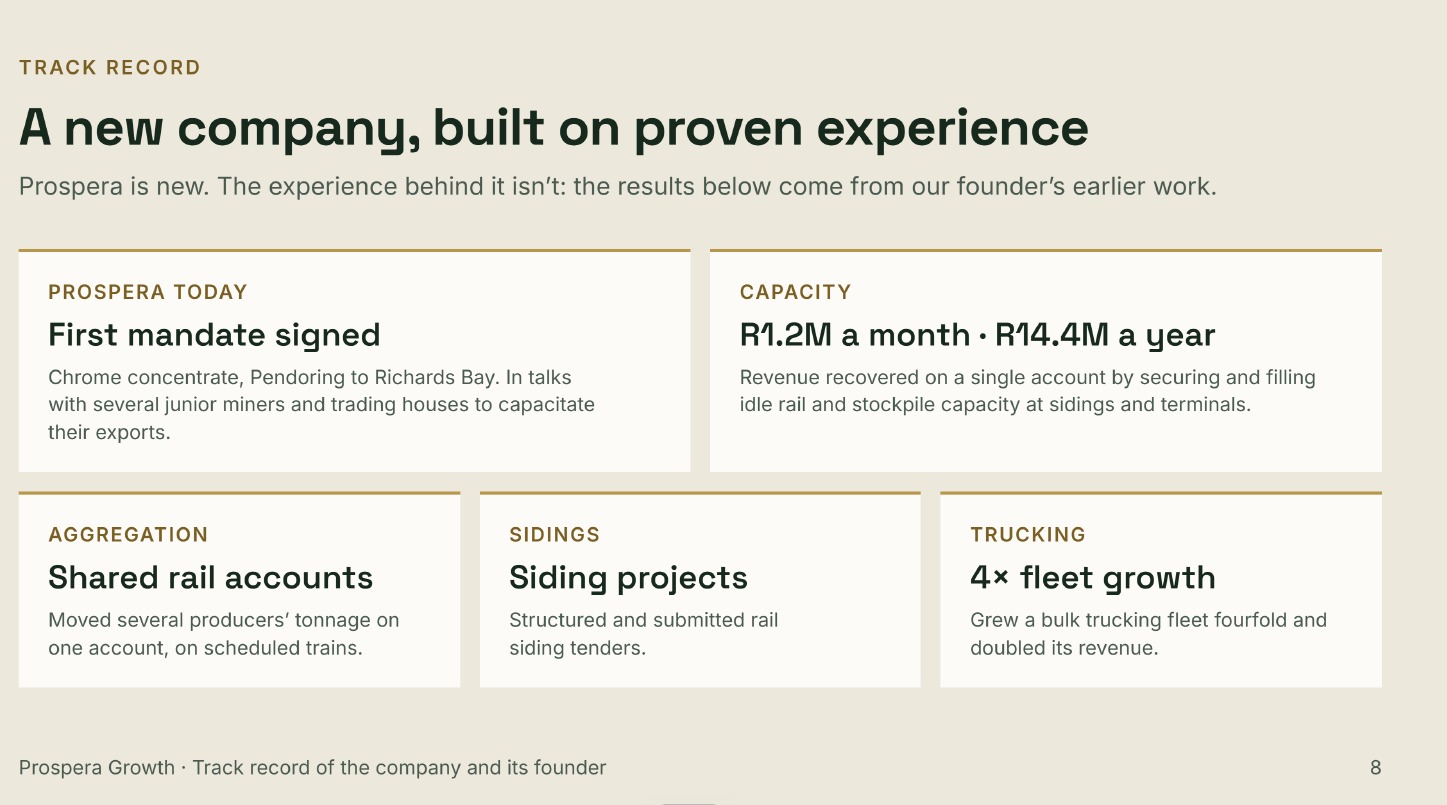 TRACK RECORD
A new company, built on proven experience
Prospera is new. The experience behind it isn’t: the results below come from our founder’s earlier work.
PROSPERA TODAY
First mandate signed
Chrome concentrate, Pendoring to Richards Bay. In talks
with several junior miners and trading houses to capacitate
their exports.
CAPACITY
R1.2M a month · R14.4M a year
Revenue recovered on a single account by securing and filling
idle rail and stockpile capacity at sidings and terminals.
AGGREGATION
Shared rail accounts
Moved several producers’ tonnage on
one account, on scheduled trains.
SIDINGS
Siding projects
Structured and submitted rail
siding tenders.
TRUCKING
4× fleet growth
Grew a bulk trucking fleet fourfold and
doubled its revenue.
Prospera Growth · Track record of the company and its founder
8